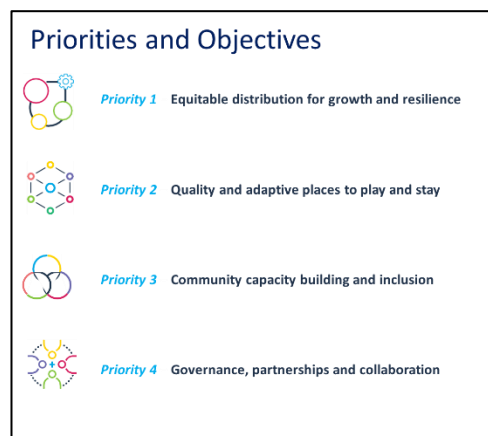 Priorities and Objectives
Priority 1 Equitable distribution for growth and resilience
Priority 2 Quality and adaptive places to play and stay
Priority 3 Community capacity building and inclusion
Priority 4 Governance, partnerships and collaboration